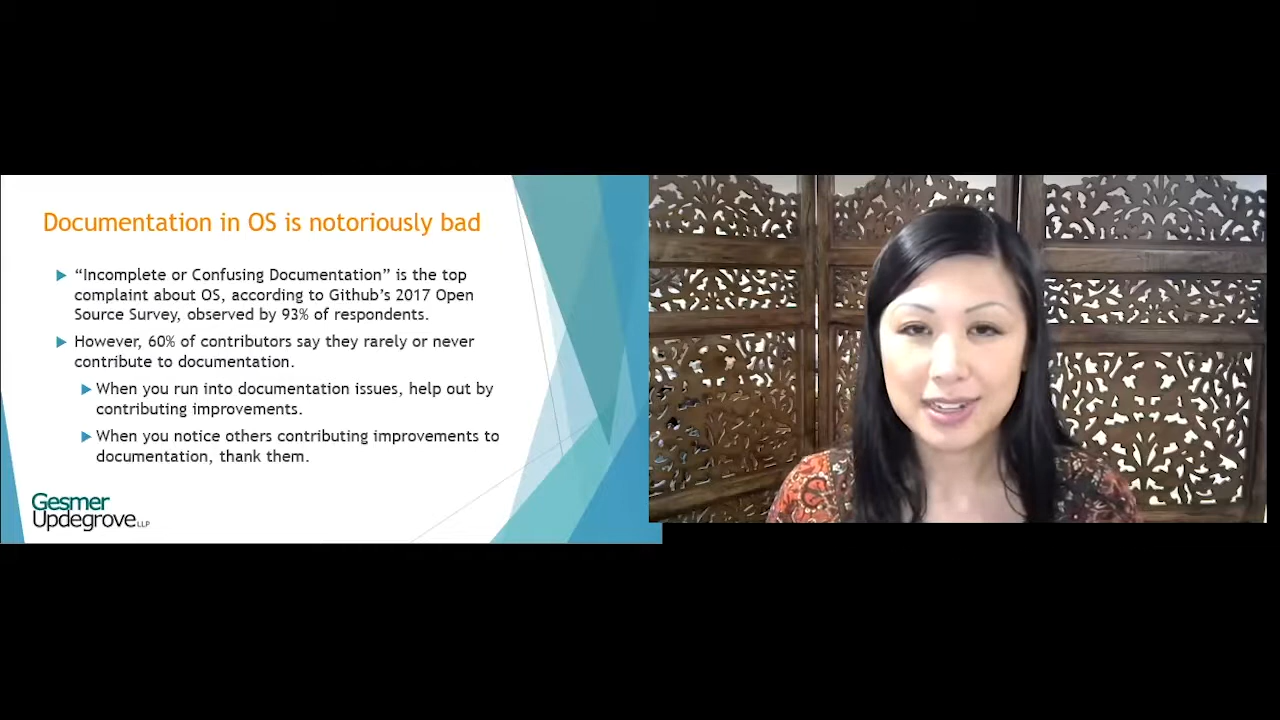 Documentation in OS is notoriously bad
“Incomplete or Confusing Documentation” is the top
complaint about OS, according to Github’s 2017 Open
Source Survey, observed by 93% of respondents.
However, 60% of contributors say they rarely or never
contribute to documentation.
When you run into documentation issues, help out by
contributing improvements.
When you notice others contributing improvements to
documentation, thank them.
Gesmer
Updegrove LLP